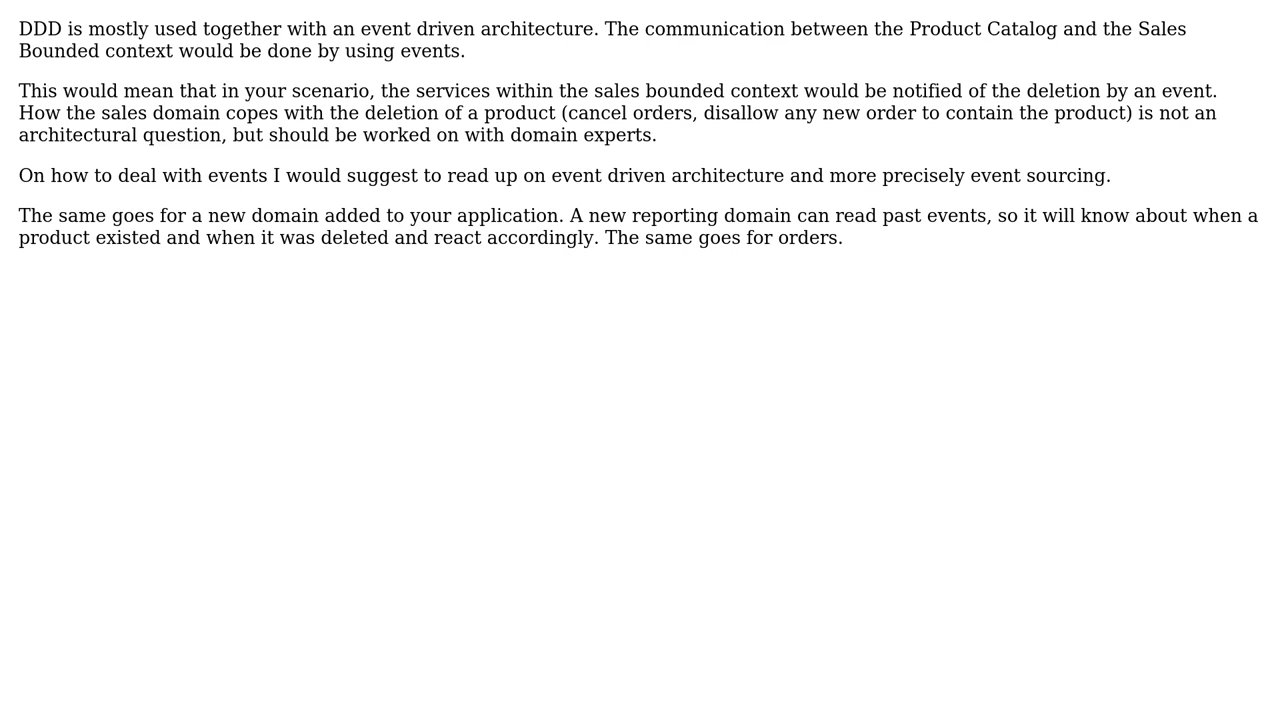 DDD is mostly used together with an event driven architecture. The communication between the Product Catalog and the Sales
Bounded context would be done by using events.
This would mean that in your scenario, the services within the sales bounded context would be notified of the deletion by an event.
How the sales domain copes with the deletion of a product (cancel orders, disallow any new order to contain the product) is not an
architectural question, but should be worked on with domain experts.
On how to deal with events I would suggest to read up on event driven architecture and more precisely event sourcing.
The same goes for a new domain added to your application. A new reporting domain can read past events, so it will know about when a
product existed and when it was deleted and react accordingly. The same goes for orders.